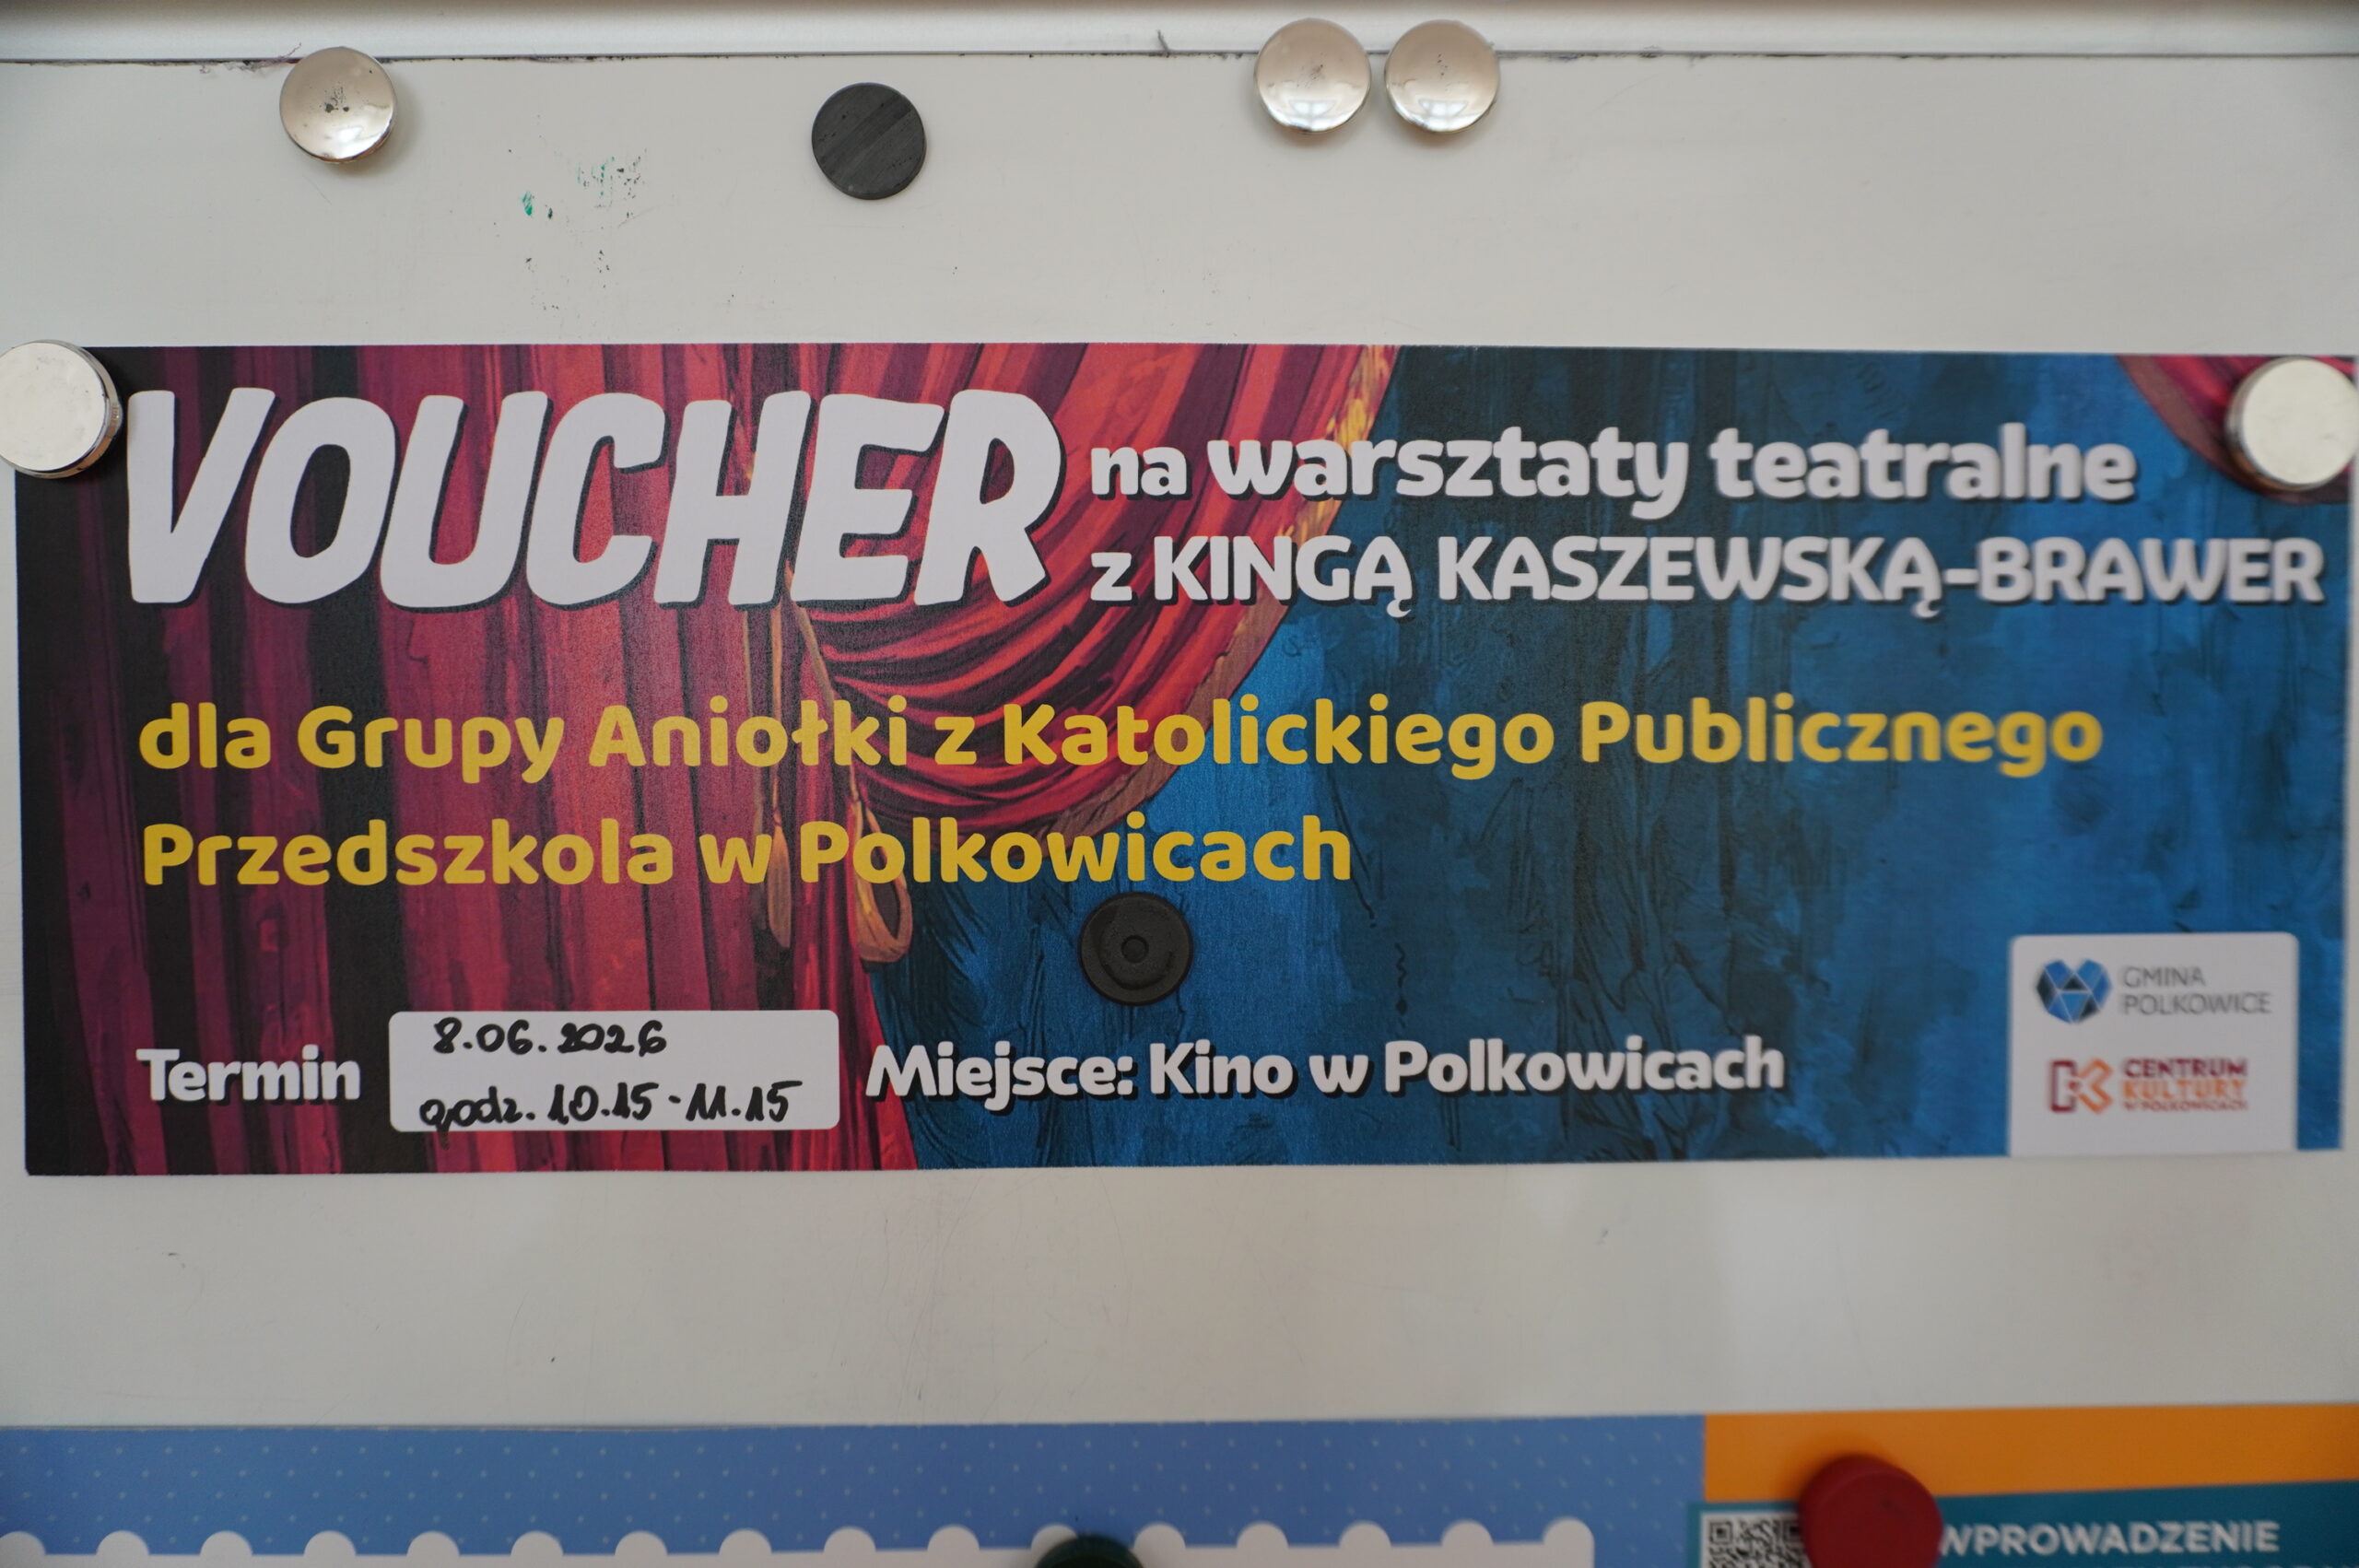 VOUCHER na warsztaty teatralne
z KINGĄ KASZEWSKĄ-BRAWER
dla Grupy Aniołki z Katolickiego Publicznego
Przedszkola w Polkowicach
Termin
8.06.2026
godz. 10.15-11.15
Miejsce: Kino w Polkowicach
GMINA
POLKOWICE
CENTRUM
KULTURY
W POLKOWICACH
WPROWADZENIE